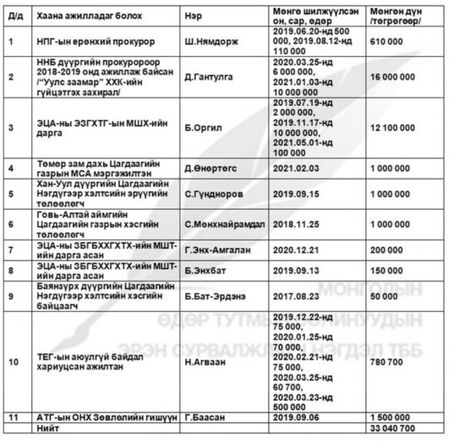 Д/д Хаана ажилладаг болох Нэр Мөнгө шилжүүлсэн он, сар, өдөр Мөнгөн дүн /төгрөгөөр/
1 НПГ-ын ерөнхий прокурор Ш.Нямдорж 2019.06.20-нд 500 000, 2019.08.12-нд 110 000 610 000
2 ННБ дүүргийн прокуророор 2018-2019 онд ажиллаж байсан /"Уулс заамар" ХХК-ийн гүйцэтгэх захирал/ Д.Гантулга 2020.03.25-нд 6 000 000, 2021.01.03-нд 10 000 000 16 000 000
3 ЭЦА-ны ЭЗГХТГ-ын МШХ-ийн дарга Б.Оргил 2019.07.19-нд 2 000 000, 2019.11.17-нд 10 000 000, 2021.05.01-нд 100 000 12 100 000
4 Төмөр зам дахь Цагдаагийн газрын МСА мэргэжилтэн Д.Өнөртөгс 2021.02.03 1 000 000
5 Хан-Уул дүүргийн Цагдаагийн Нэгдүгээр хэлтсийн эрүүгийн төлөөлөгч С.Гүндноров 2019.09.15 1 000 000
6 Говь-Алтай аймгийн Цагдаагийн газрын хэсгийн төлөөлөгч С.Мөнхнайрамдал 2018.11.25 1 000 000
7 ЭЦА-ны ЗБГБХХГХТХ-ийн МШТ-ийн дарга асан Г.Энх-Амгалан 2020.12.21 200 000
8 ЭЦА-ны ЗБГБХХГХТХ-ийн МШТ-ийн дарга асан Б.Энхбат 2019.09.13 150 000
9 Баянзүрх дүүргийн Цагдаагийн Нэгдүгээр хэлтсийн хэсгийн байцаагч Б.Бат-Эрдэнэ 2017.08.23 50 000
10 ТЕГ-ын аюулгүй байдал хариуцсан ажилтан Н.Агваан 2019.12.22-нд 75 000, 2020.01.25-нд 70 000, 2020.02.21-нд 75 000, 2020.03.25-нд 60 700, 2020.03.23-нд 500 000 780 700
11 АТГ-ын ОНХ Зөвлөлийн гишүүн Г.Баасан 2019.09.06 1 500 000
Нийт 33 040 700
МОНГОЛЫН
ӨДӨР ТУТМЫН СОНИНУУДЫН
ЭРЭН СУРВАЛЖЛАХ НЭГДЭЛ ТББ